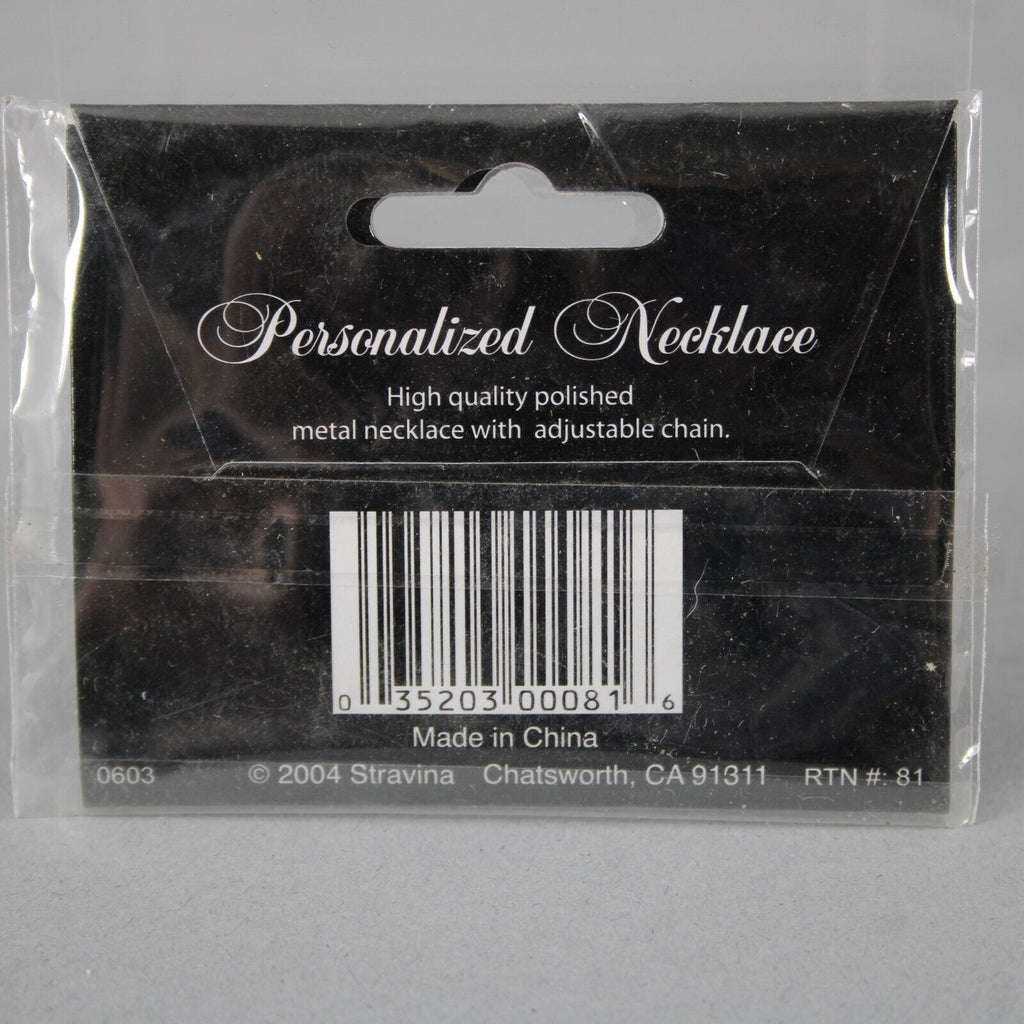 Personalized Necklace
High quality polished
metal necklace with adjustable chain.
0 35203 00081 6
Made in China
0603 © 2004 Stravina Chatsworth, CA 91311 RTN #: 81